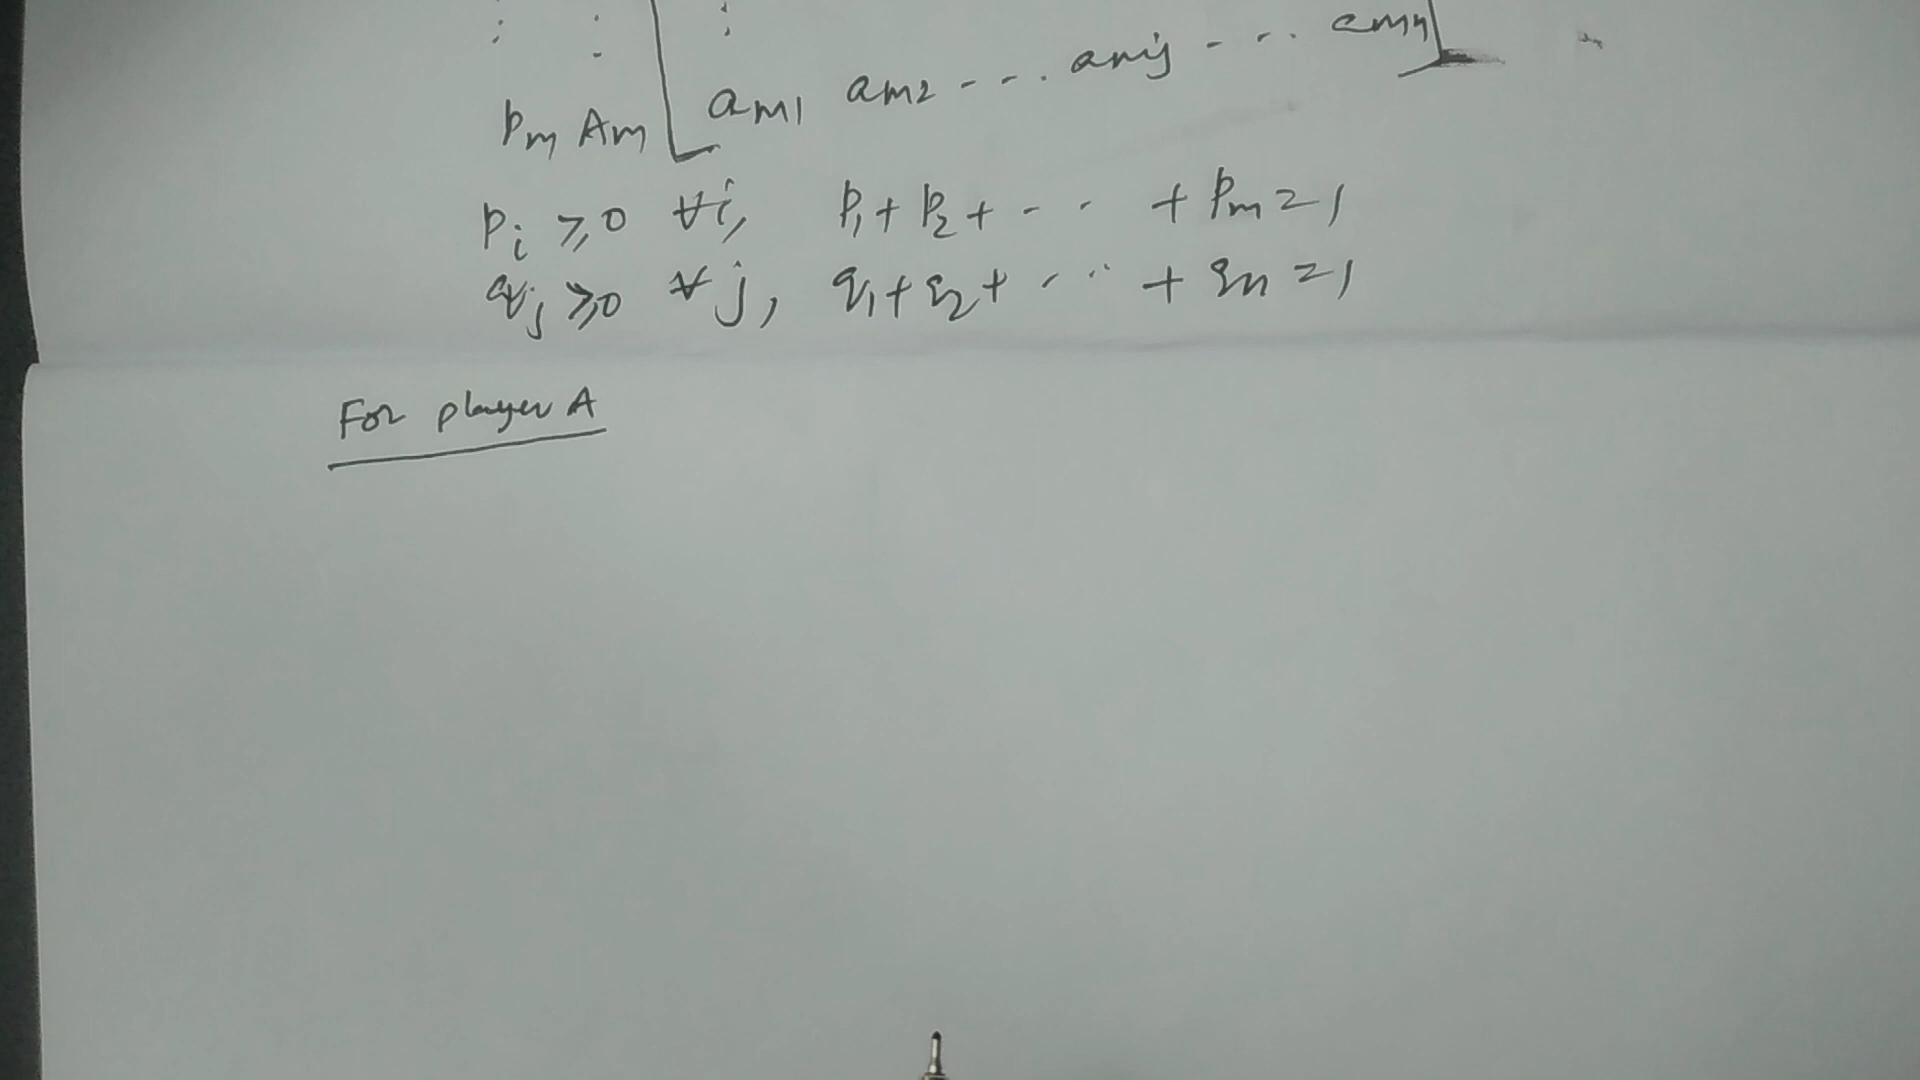 ⋮ ⋮ ⋮
pm Am am1 am2 - - . amj - - . amn
pi ≥ 0 ∀i, p1 + p2 + - - + pm = 1
qj ≥ 0 ∀j, q1 + q2 + - .. + qn = 1
For player A